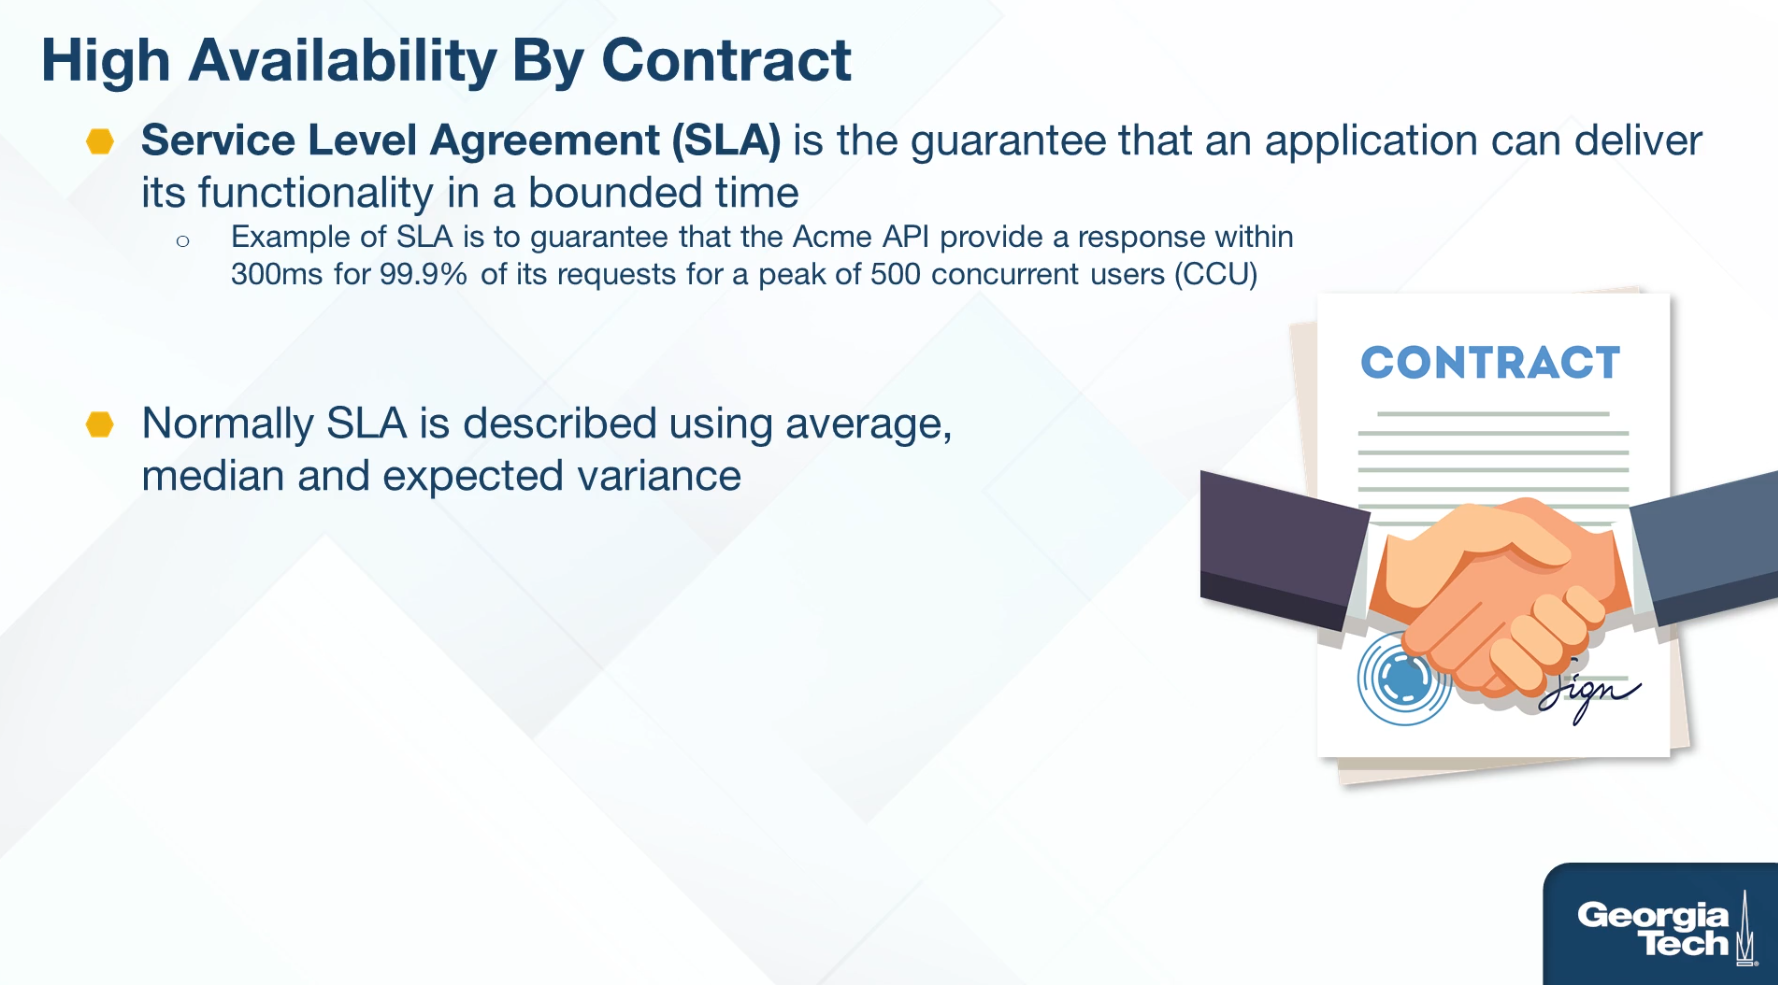 High Availability By Contract
Service Level Agreement (SLA) is the guarantee that an application can deliver
its functionality in a bounded time
Example of SLA is to guarantee that the Acme API provide a response within
300ms for 99.9% of its requests for a peak of 500 concurrent users (CCU)
Normally SLA is described using average,
median and expected variance
CONTRACT
Sign
Georgia
Tech